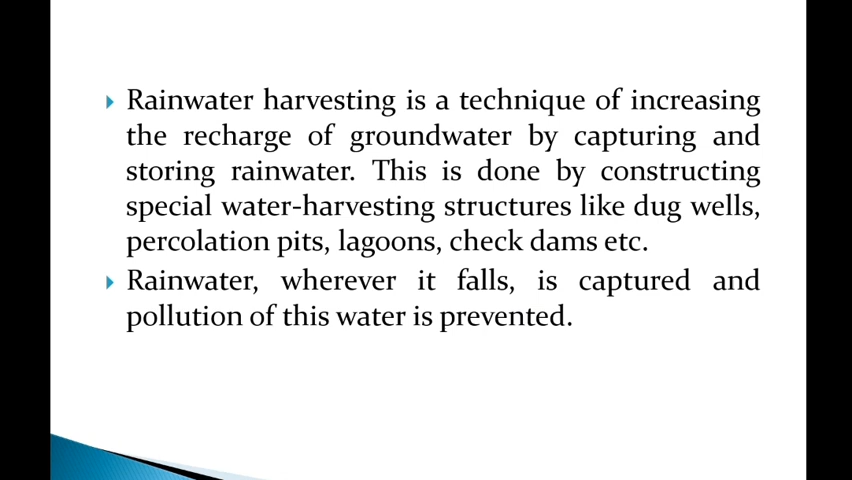 Rainwater harvesting is a technique of increasing
the recharge of groundwater by capturing and
storing rainwater. This is done by constructing
special water-harvesting structures like dug wells,
percolation pits, lagoons, check dams etc.
Rainwater, wherever it falls, is captured and
pollution of this water is prevented.